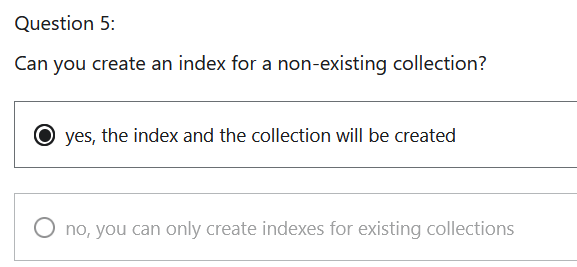 Question 5:
Can you create an index for a non-existing collection?
yes, the index and the collection will be created
no, you can only create indexes for existing collections